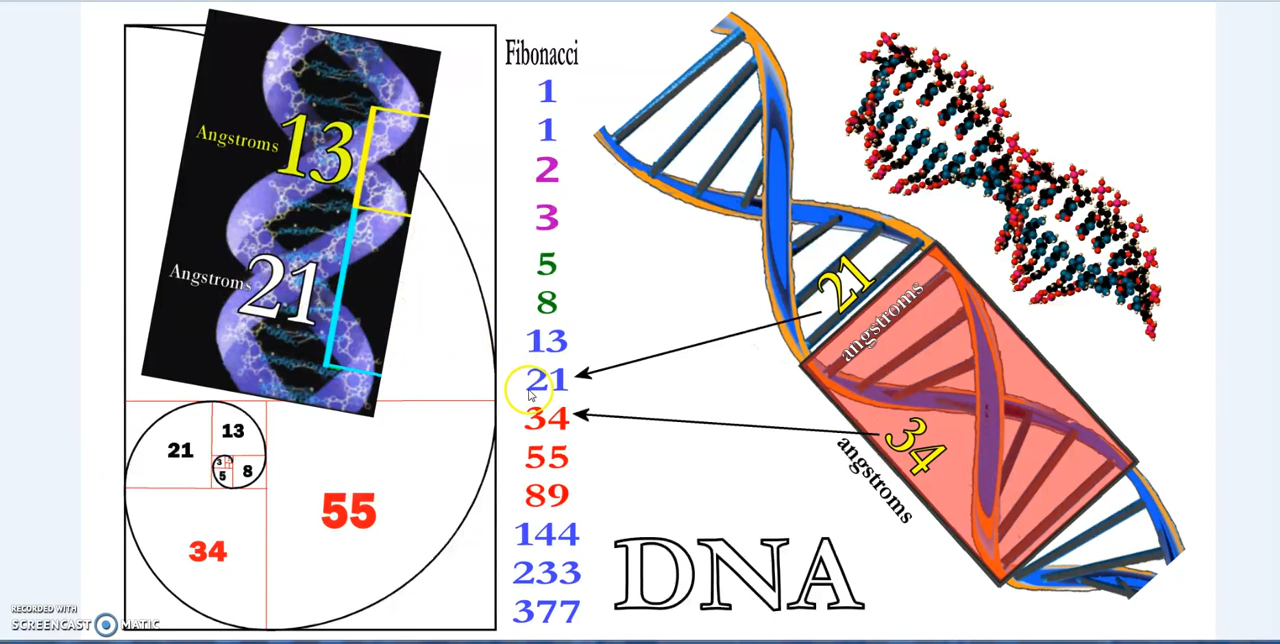 Angstroms 13
Angstroms 21
21
13
3
5
8
34
55
Fibonacci
1
1
2
3
5
8
13
21
34
55
89
144
233
377
21
angstroms
34
angstroms
DNA
RECORDED WITH
SCREENCAST MATIC